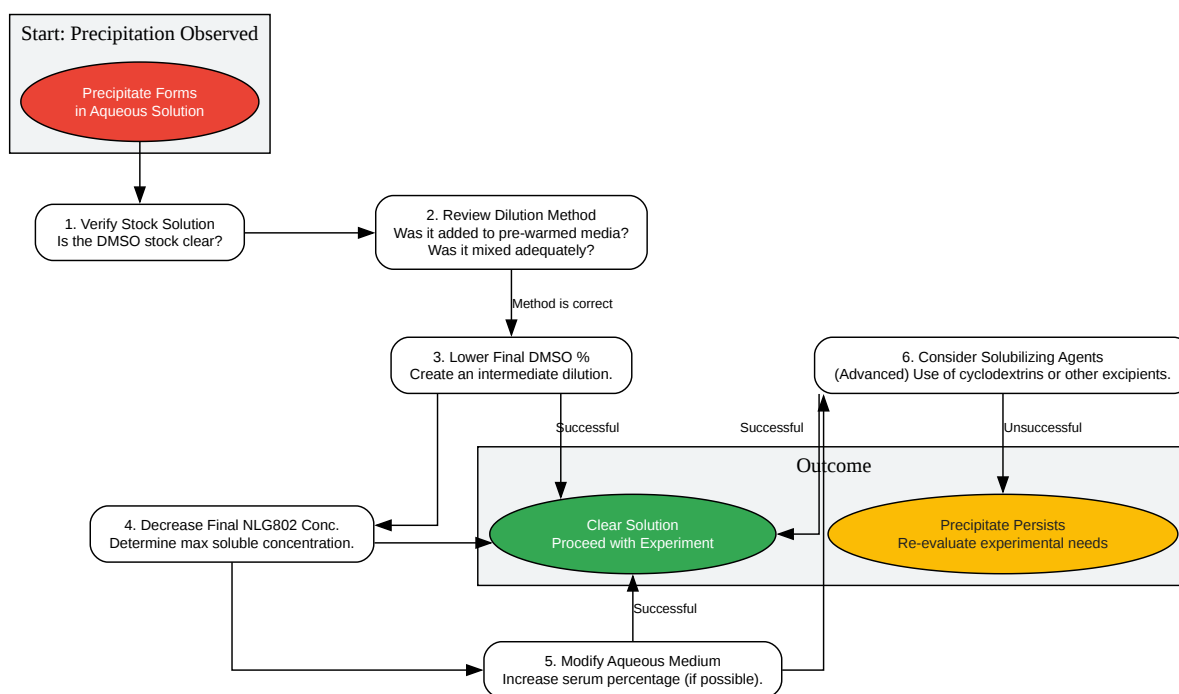 Start: Precipitation Observed
Precipitate Forms
in Aqueous Solution
1. Verify Stock Solution
Is the DMSO stock clear?
2. Review Dilution Method
Was it added to pre-warmed media?
Was it mixed adequately?
Method is correct
3. Lower Final DMSO %
Create an intermediate dilution.
6. Consider Solubilizing Agents
(Advanced) Use of cyclodextrins or other excipients.
Successful
Successful
Unsuccessful
Outcome
4. Decrease Final NLG802 Conc.
Determine max soluble concentration.
Clear Solution
Proceed with Experiment
Precipitate Persists
Re-evaluate experimental needs
Successful
5. Modify Aqueous Medium
Increase serum percentage (if possible).